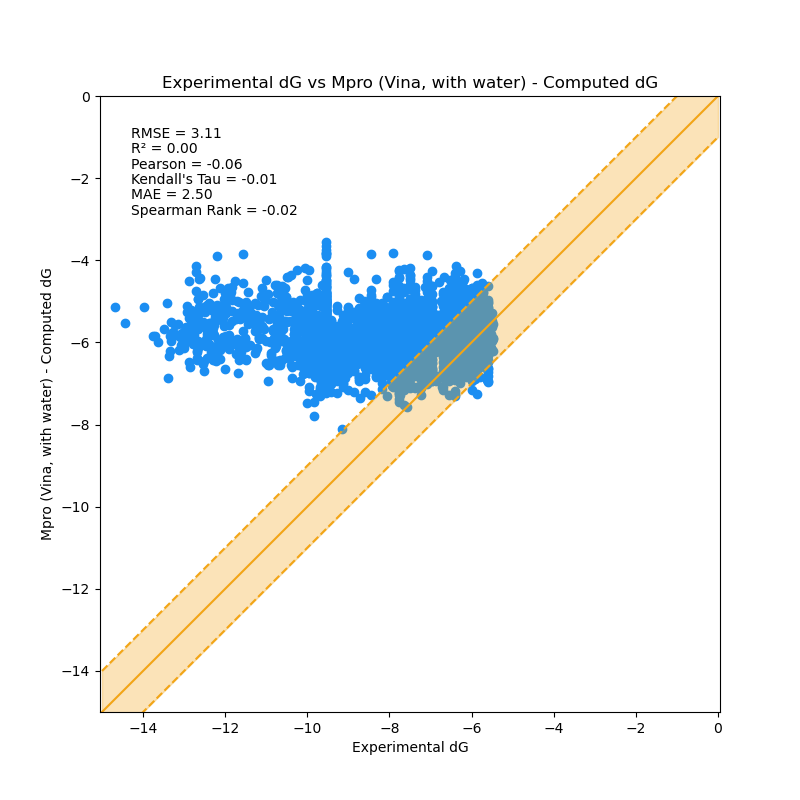 Experimental dG vs Mpro (Vina, with water) - Computed dG
RMSE = 3.11
R² = 0.00
Pearson = -0.06
Kendall's Tau = -0.01
MAE = 2.50
Spearman Rank = -0.02
0
−2
−4
−6
−8
−10
−12
−14
Mpro (Vina, with water) - Computed dG
−14
−12
−10
−8
−6
−4
−2
0
Experimental dG